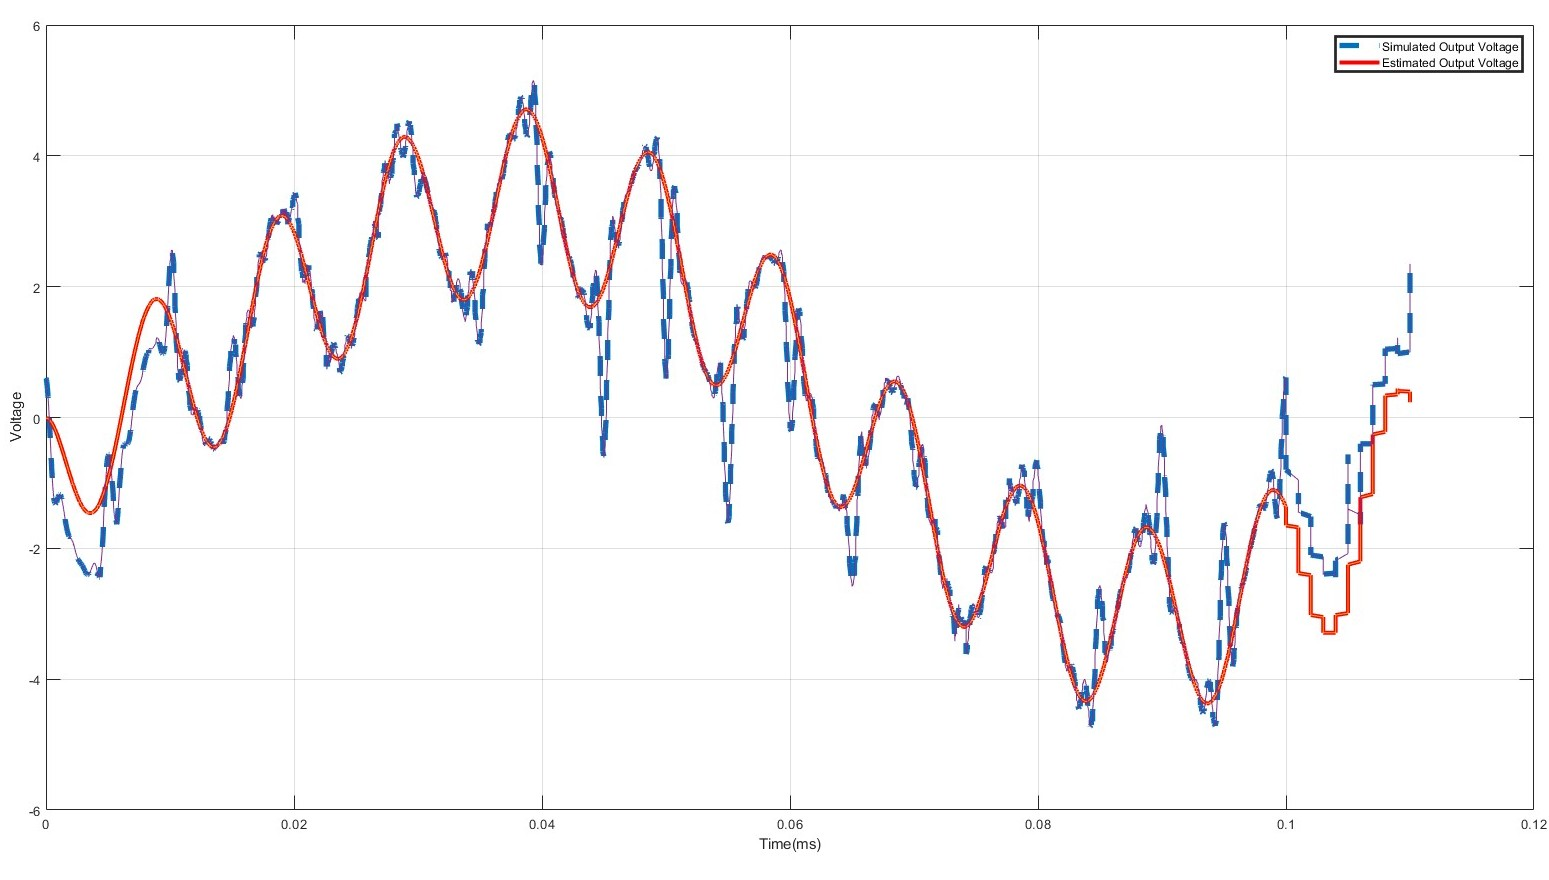 6
4
2
0
-2
-4
-6
Voltage
Simulated Output Voltage
Estimated Output Voltage
0 0.02 0.04 0.06 0.08 0.1 0.12
Time(ms)